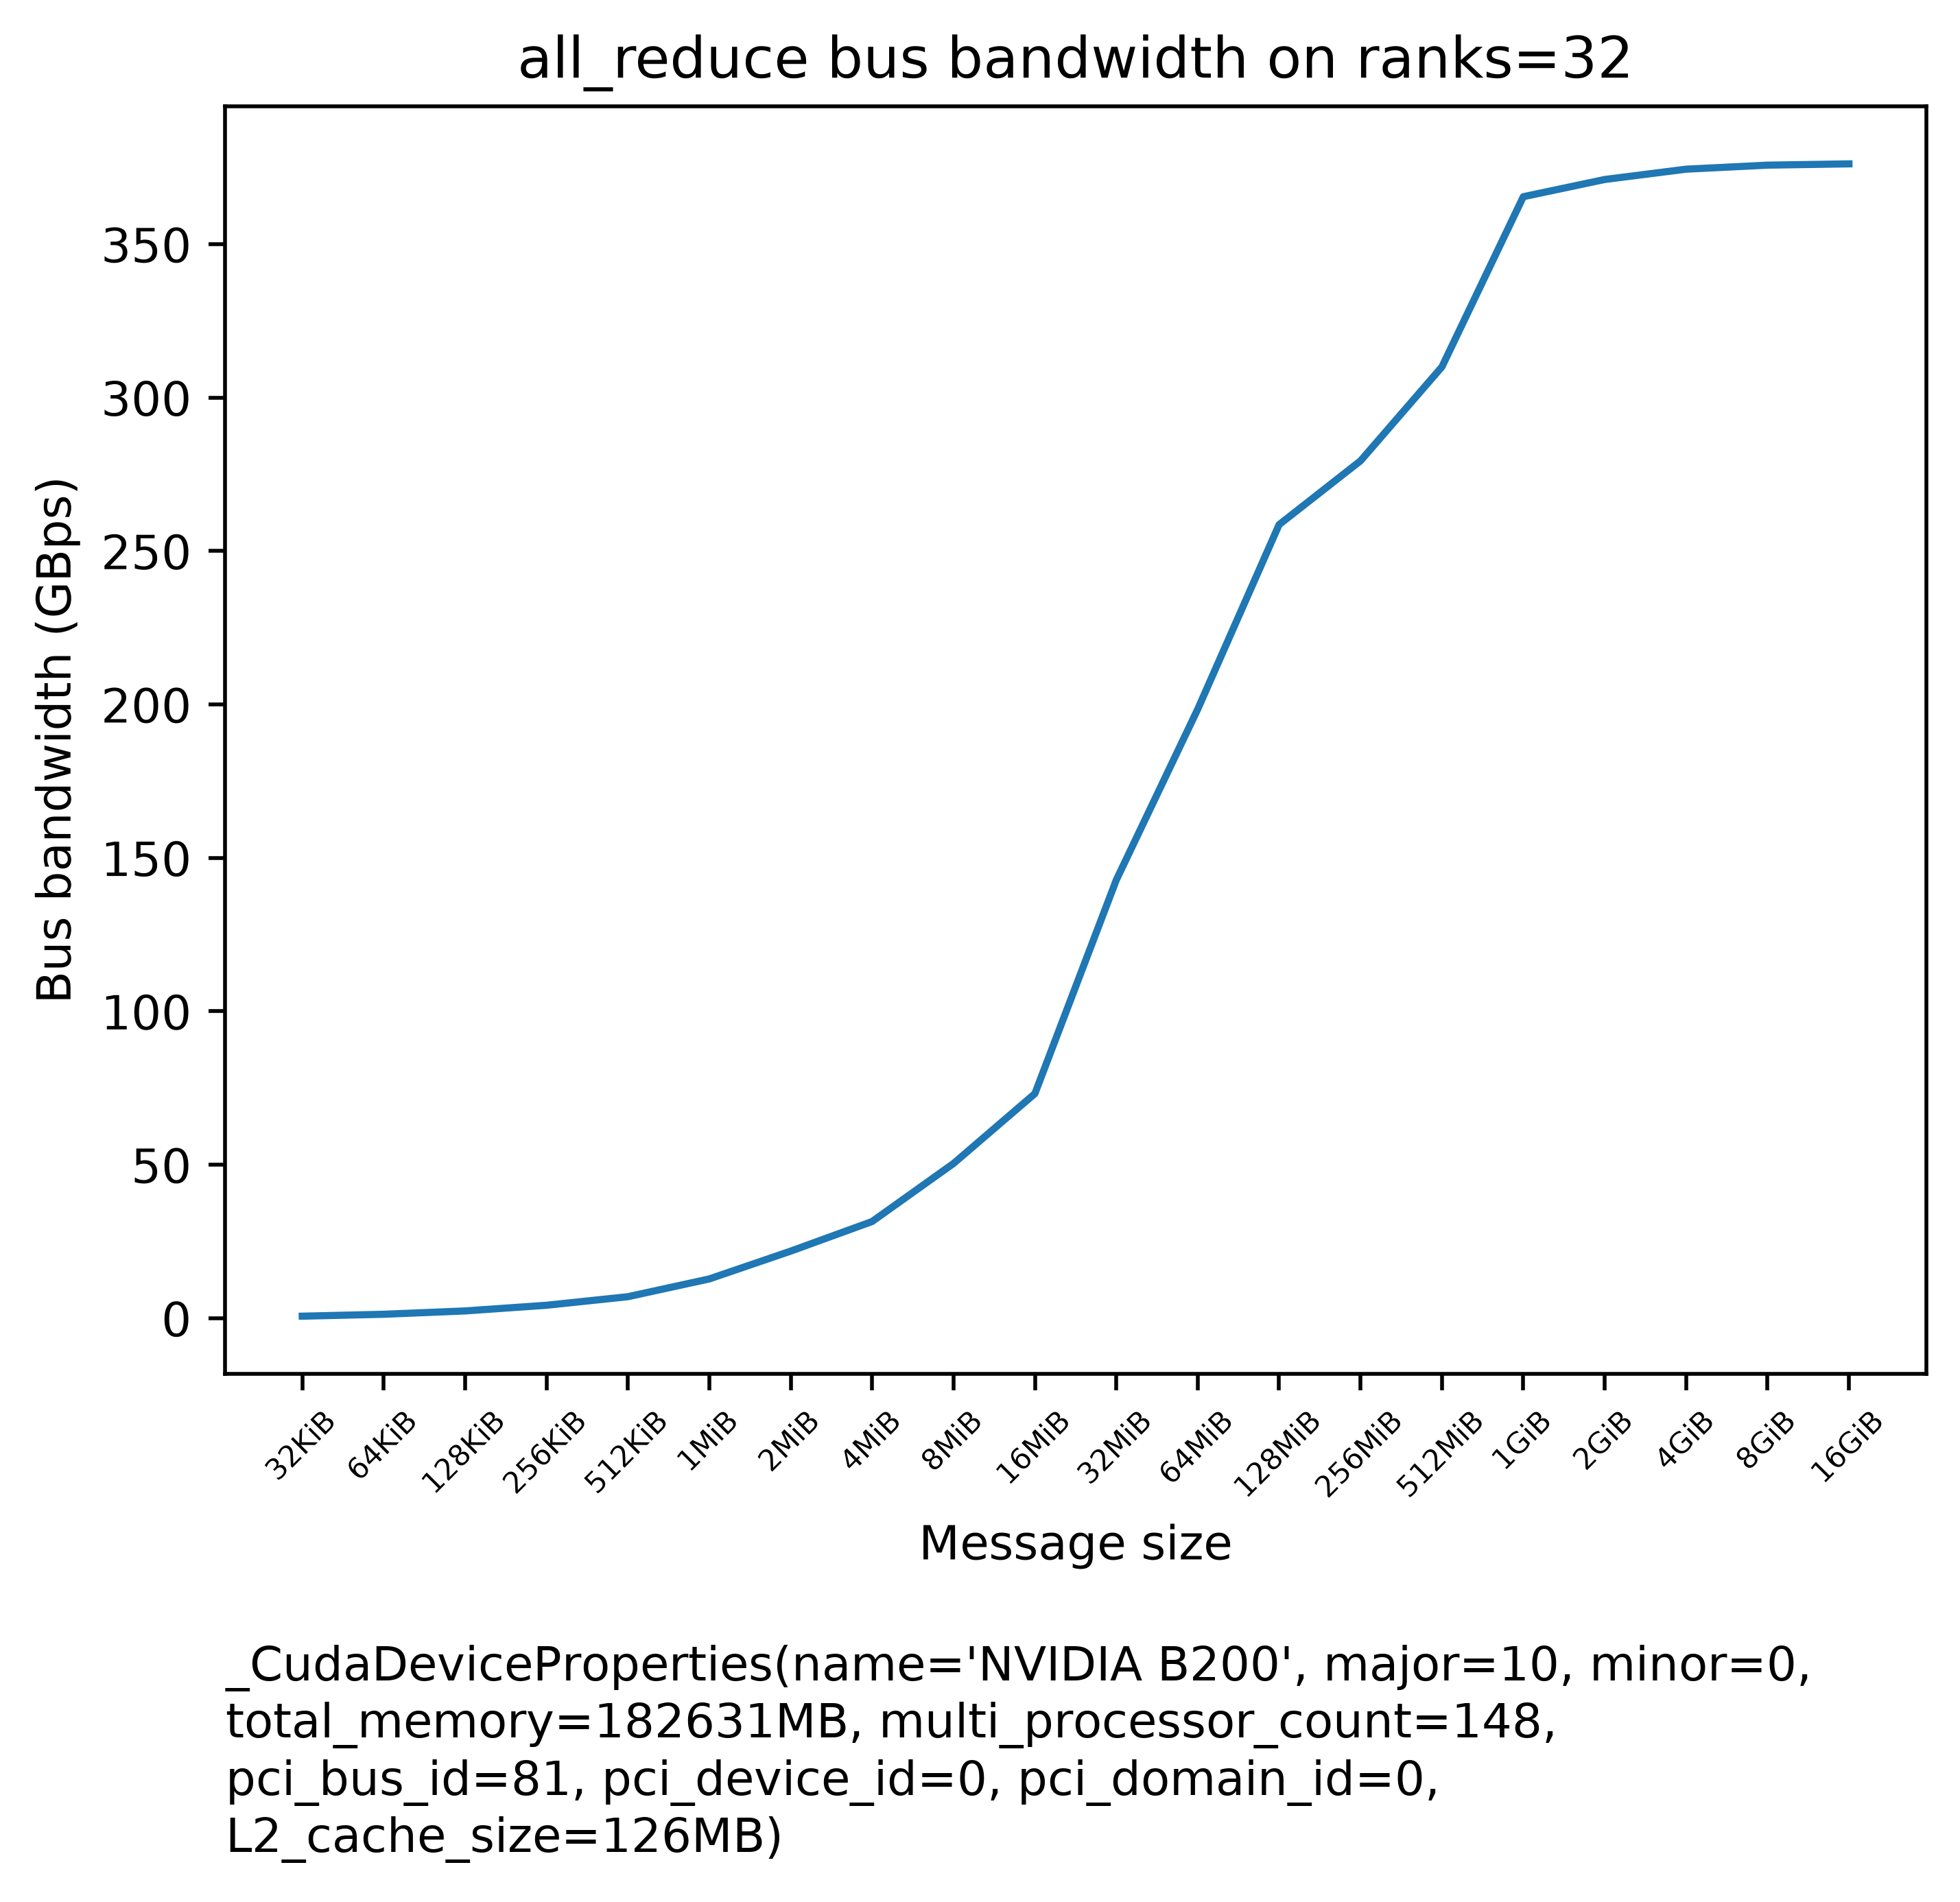 all_reduce bus bandwidth on ranks=32
350
300
250
200
150
100
50
0
Bus bandwidth (GBps)
32KiB
64KiB
128KiB
256KiB
512KiB
1MiB
2MiB
4MiB
8MiB
16MiB
32MiB
64MiB
128MiB
256MiB
512MiB
1GiB
2GiB
4GiB
8GiB
16GiB
Message size
_CudaDeviceProperties(name='NVIDIA B200', major=10, minor=0,
total_memory=182631MB, multi_processor_count=148,
pci_bus_id=81, pci_device_id=0, pci_domain_id=0,
L2_cache_size=126MB)